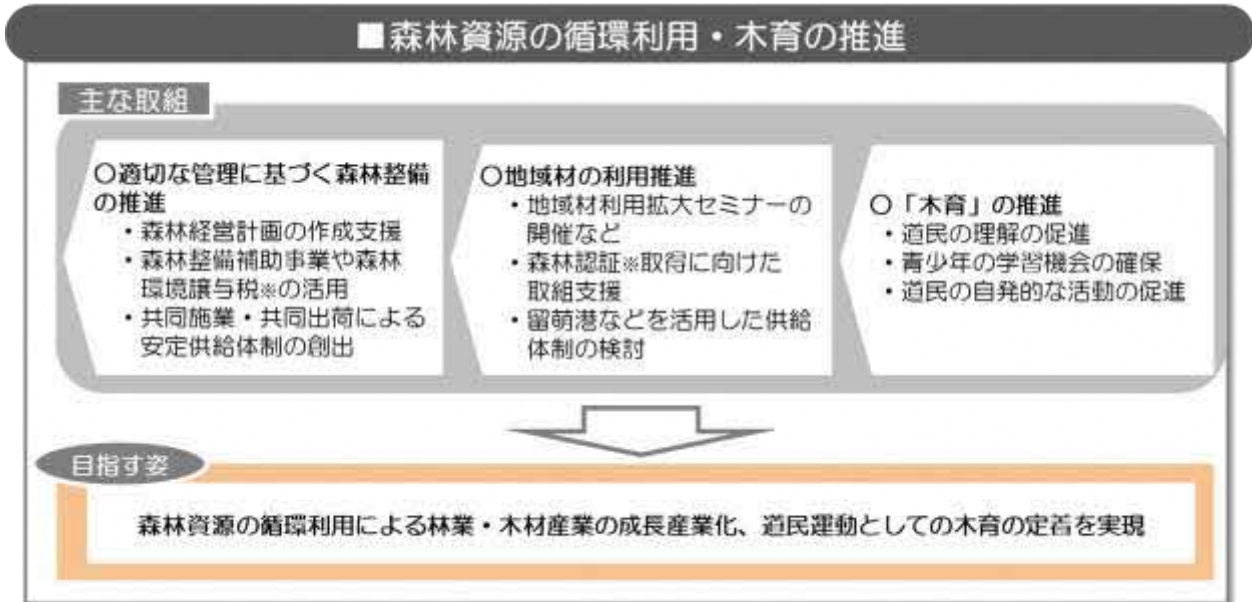 ■森林資源の循環利用・木育の推進
主な取組
○適切な管理に基づく森林整備
の推進
・森林経営計画の作成支援
・森林整備補助事業や森林
環境譲与税※の活用
・共同施業・共同出荷による
安定供給体制の創出
○地域材の利用推進
・地域材利用拡大セミナーの
開催など
・森林認証※取得に向けた
取組支援
・留萌港などを活用した供給
体制の検討
○「木育」の推進
・道民の理解の促進
・青少年の学習機会の確保
・道民の自発的な活動の促進
目指す姿
森林資源の循環利用による林業・木材産業の成長産業化、道民運動としての木育の定着を実現